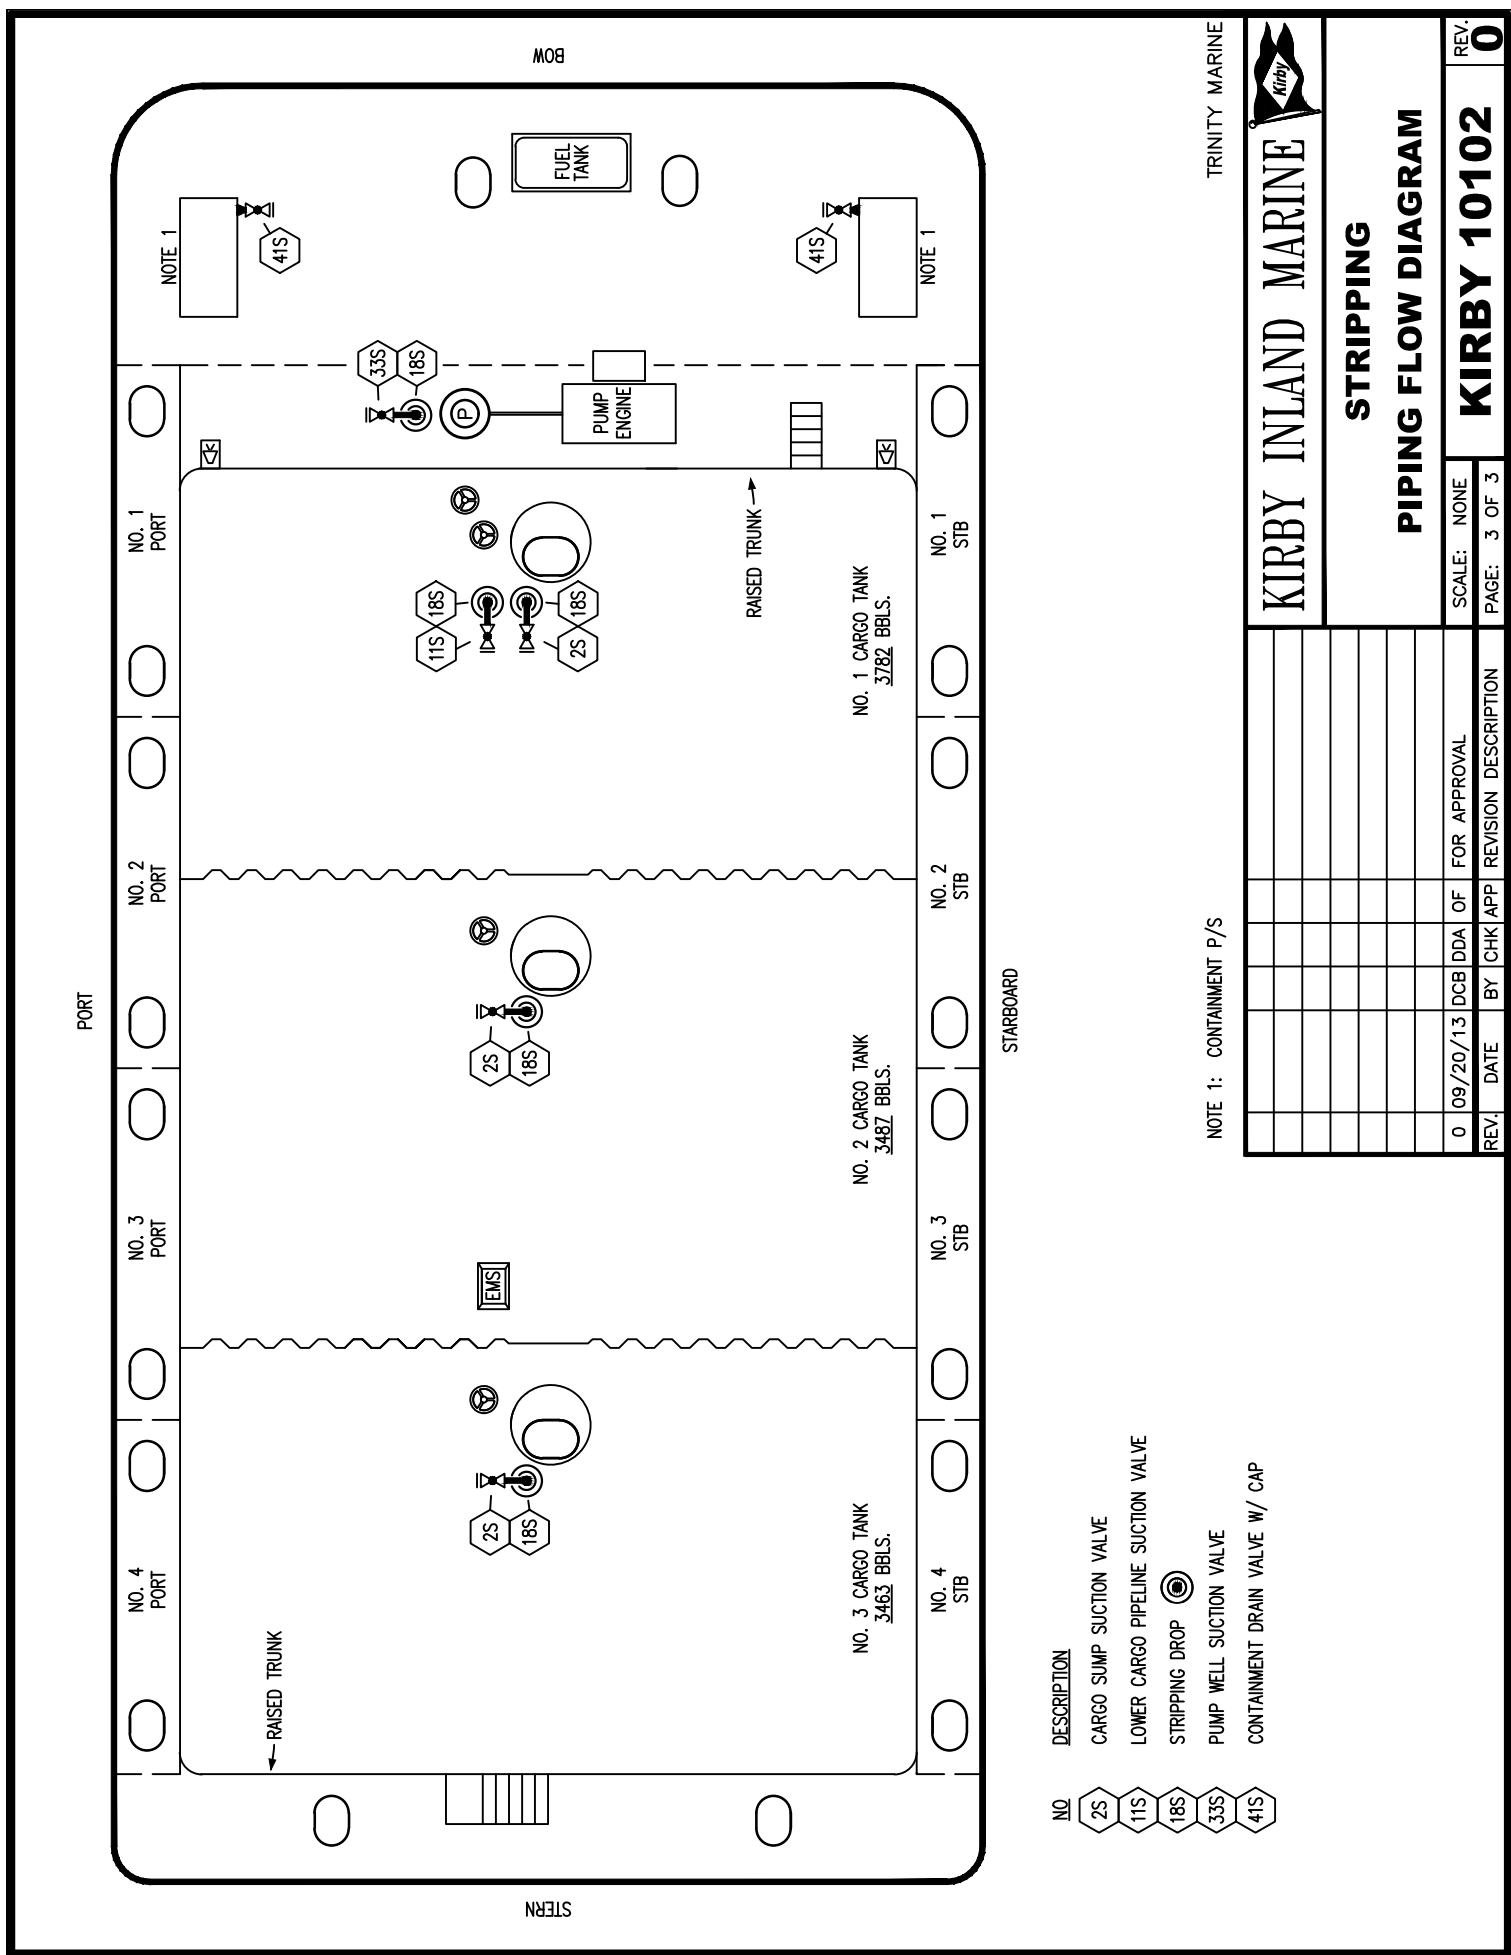 PORT
STERN
BOW
STARBOARD
NO. 4
PORT
NO. 3
PORT
NO. 2
PORT
NO. 1
PORT
NOTE 1
41S
RAISED TRUNK
33S
18S
P
FUEL
TANK
PUMP
ENGINE
2S
18S
EMS
2S
18S
11S
18S
2S
18S
RAISED TRUNK
41S
NO. 3 CARGO TANK
3463 BBLS.
NO. 2 CARGO TANK
3487 BBLS.
NO. 1 CARGO TANK
3782 BBLS.
NO. 4
STB
NO. 3
STB
NO. 2
STB
NO. 1
STB
NOTE 1
NO DESCRIPTION
2S CARGO SUMP SUCTION VALVE
11S LOWER CARGO PIPELINE SUCTION VALVE
18S STRIPPING DROP
33S PUMP WELL SUCTION VALVE
41S CONTAINMENT DRAIN VALVE W/ CAP
NOTE 1: CONTAINMENT P/S
TRINITY MARINE
KIRBY INLAND MARINE
Kirby
STRIPPING
PIPING FLOW DIAGRAM
0 09/20/13 DCB DDA OF FOR APPROVAL
REV. DATE BY CHK APP REVISION DESCRIPTION
SCALE: NONE
PAGE: 3 OF 3
KIRBY 10102
REV.
0